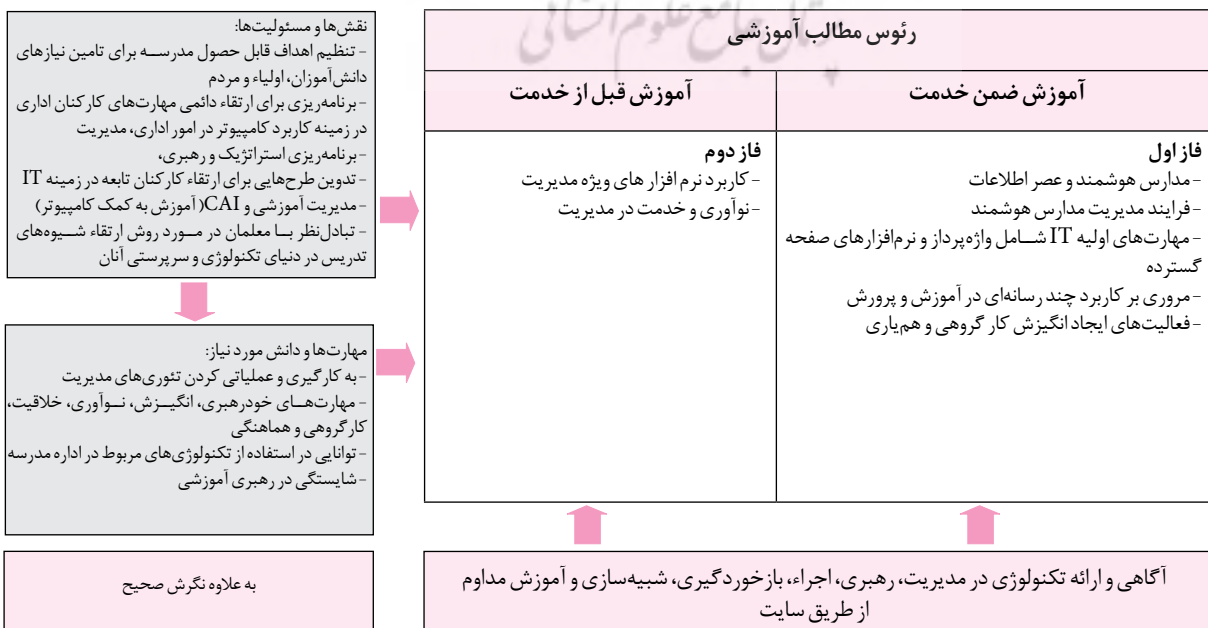 رئوس مطالب آموزشی
آموزش ضمن خدمت
آموزش قبل از خدمت
فاز اول
- مدارس هوشمند و عصر اطلاعات
- فرایند مدیریت مدارس هوشمند
- مهارت‌های اولیه IT شــامل واژه‌پرداز و نرم‌افزارهای صفحه
گسترده
- مروری بر کاربرد چند رسانه‌ای در آموزش و پرورش
- فعالیت‌های ایجاد انگیزش کار گروهی و هم‌یاری
فاز دوم
- کاربرد نرم افزار های ویژه مدیریت
- نوآوری و خدمت در مدیریت
آگاهی و ارائه تکنولوژی در مدیریت، رهبری، اجراء، بازخوردگیری، شبیه‌سازی و آموزش مداوم
از طریق سایت
نقش‌ها و مسئولیت‌ها:
- تنظیم اهداف قابل حصول مدرســه برای تامین نیازهای
دانش‌آموزان، اولیاء و مردم
- برنامه‌ریزی برای ارتقاء دائمی مهارت‌های کارکنان اداری
در زمینه کاربرد کامپیوتر در امور اداری، مدیریت
- برنامه‌ریزی استراتژیک و رهبری،
- تدوین طرح‌هایی برای ارتقاء کارکنان تابعه در زمینه IT
- مدیریت آموزشی و CAI( آموزش به کمک کامپیوتر)
- تبادل‌نظر بــا معلمان در مــورد روش ارتقاء شــیوه‌های
تدریس در دنیای تکنولوژی و سرپرستی آنان
مهارت‌ها و دانش مورد نیاز:
- به کارگیری و عملیاتی کردن تئوری‌های مدیریت
- مهارت‌هــای خودرهبری، انگیــزش، نــوآوری، خلاقیت،
کارگروهی و هماهنگی
- توانایی در استفاده از تکنولوژی‌های مربوط در اداره مدرسه
- شایستگی در رهبری آموزشی
به علاوه نگرش صحیح